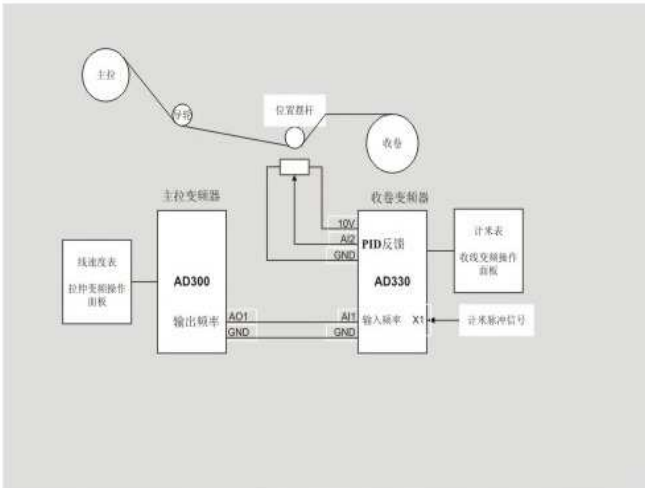 主拉
导轮
位置摆杆
收卷
主拉变频器
收卷变频器
10V
AI2
GND
PID反馈
计米表
收线变频操作
面板
线速度表
拉伸变频操作
面板
AD300
AD330
输出频率
AO1
GND
AI1
GND
输入频率
X1
计米脉冲信号